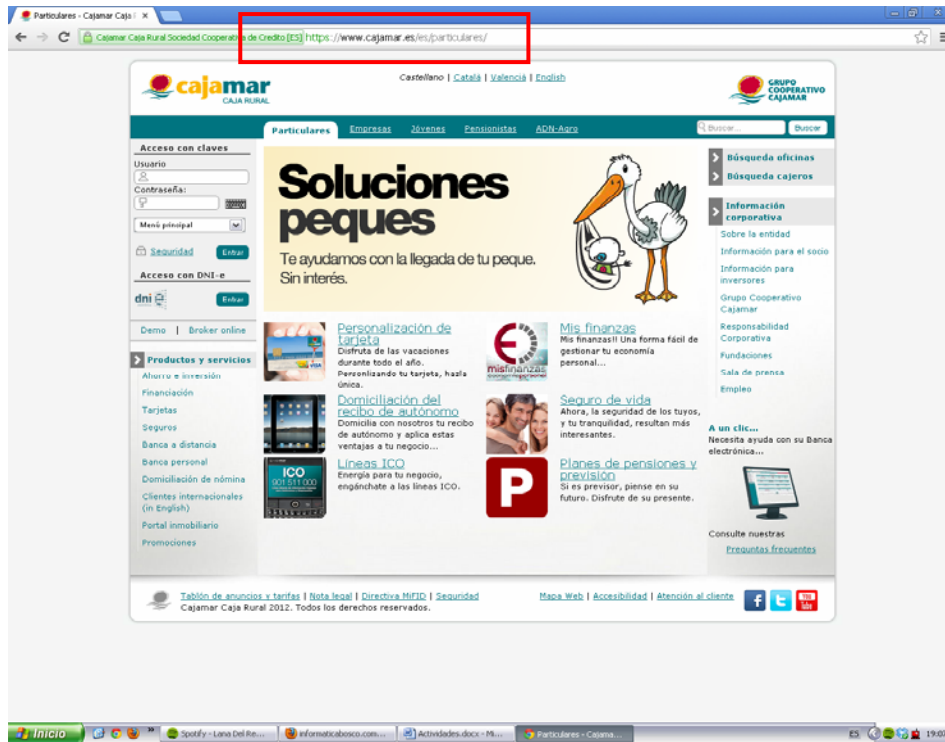 Particulares - Cajamar Caja
Cajamar Caja Rural Sociedad Cooperativa de Credito [ES] https://www.cajamar.es/es/particulares/
cajamar
CAJA RURAL
Castellano | Català | Valencià | English
GRUPO
COOPERATIVO
CAJAMAR
Particulares Empresas Jóvenes Pensionistas ADN-Agro
Buscar... Buscar
Acceso con claves
Usuario
Contraseña:
Menú principal
Seguridad Entrar
Acceso con DNI-e
dni e Entrar
Demo | Broker online
Productos y servicios
Ahorro e inversión
Financiación
Tarjetas
Seguros
Banca a distancia
Banca personal
Domiciliación de nómina
Clientes internacionales
(in English)
Portal inmobiliario
Promociones
Soluciones
peques
Te ayudamos con la llegada de tu peque.
Sin interés.
Personalización de
tarjeta
Disfruta de las vacaciones
durante todo el año.
Personlizando tu tarjeta, hazla
única.
VISA
Domiciliación del
recibo de autónomo
Domicilia con nosotros tu recibo
de autónomo y aplica estas
ventajas a tu negocio...
ICO
901 511 000
Líneas ICO
Energía para tu negocio,
engánchate a las líneas ICO.
misfinanzas
Mis finanzas
Mis finanzas!! Una forma fácil de
gestionar tu economía
personal...
Seguro de vida
Ahora, la seguridad de los tuyos,
y tu tranquilidad, resultan más
interesantes.
P
Planes de pensiones y
previsión
Si es previsor, piense en su
futuro. Disfrute de su presente.
Búsqueda oficinas
Búsqueda cajeros
Información
corporativa
Sobre la entidad
Información para el socio
Información para
inversores
Grupo Cooperativo
Cajamar
Responsabilidad
Corporativa
Fundaciones
Sala de prensa
Empleo
A un clic...
Necesita ayuda con su Banca
electrónica...
Consulte nuestras
Preguntas frecuentes
Tablón de anuncios y tarifas | Nota legal | Directiva MiFID | Seguridad
Cajamar Caja Rural 2012. Todos los derechos reservados.
Mapa Web | Accesibilidad | Atención al cliente
You
Tube
Inicio
Spotify - Lana Del Re...
informaticabosco.com...
Actividades.docx - Mi...
Particulares - Cajama...
ES